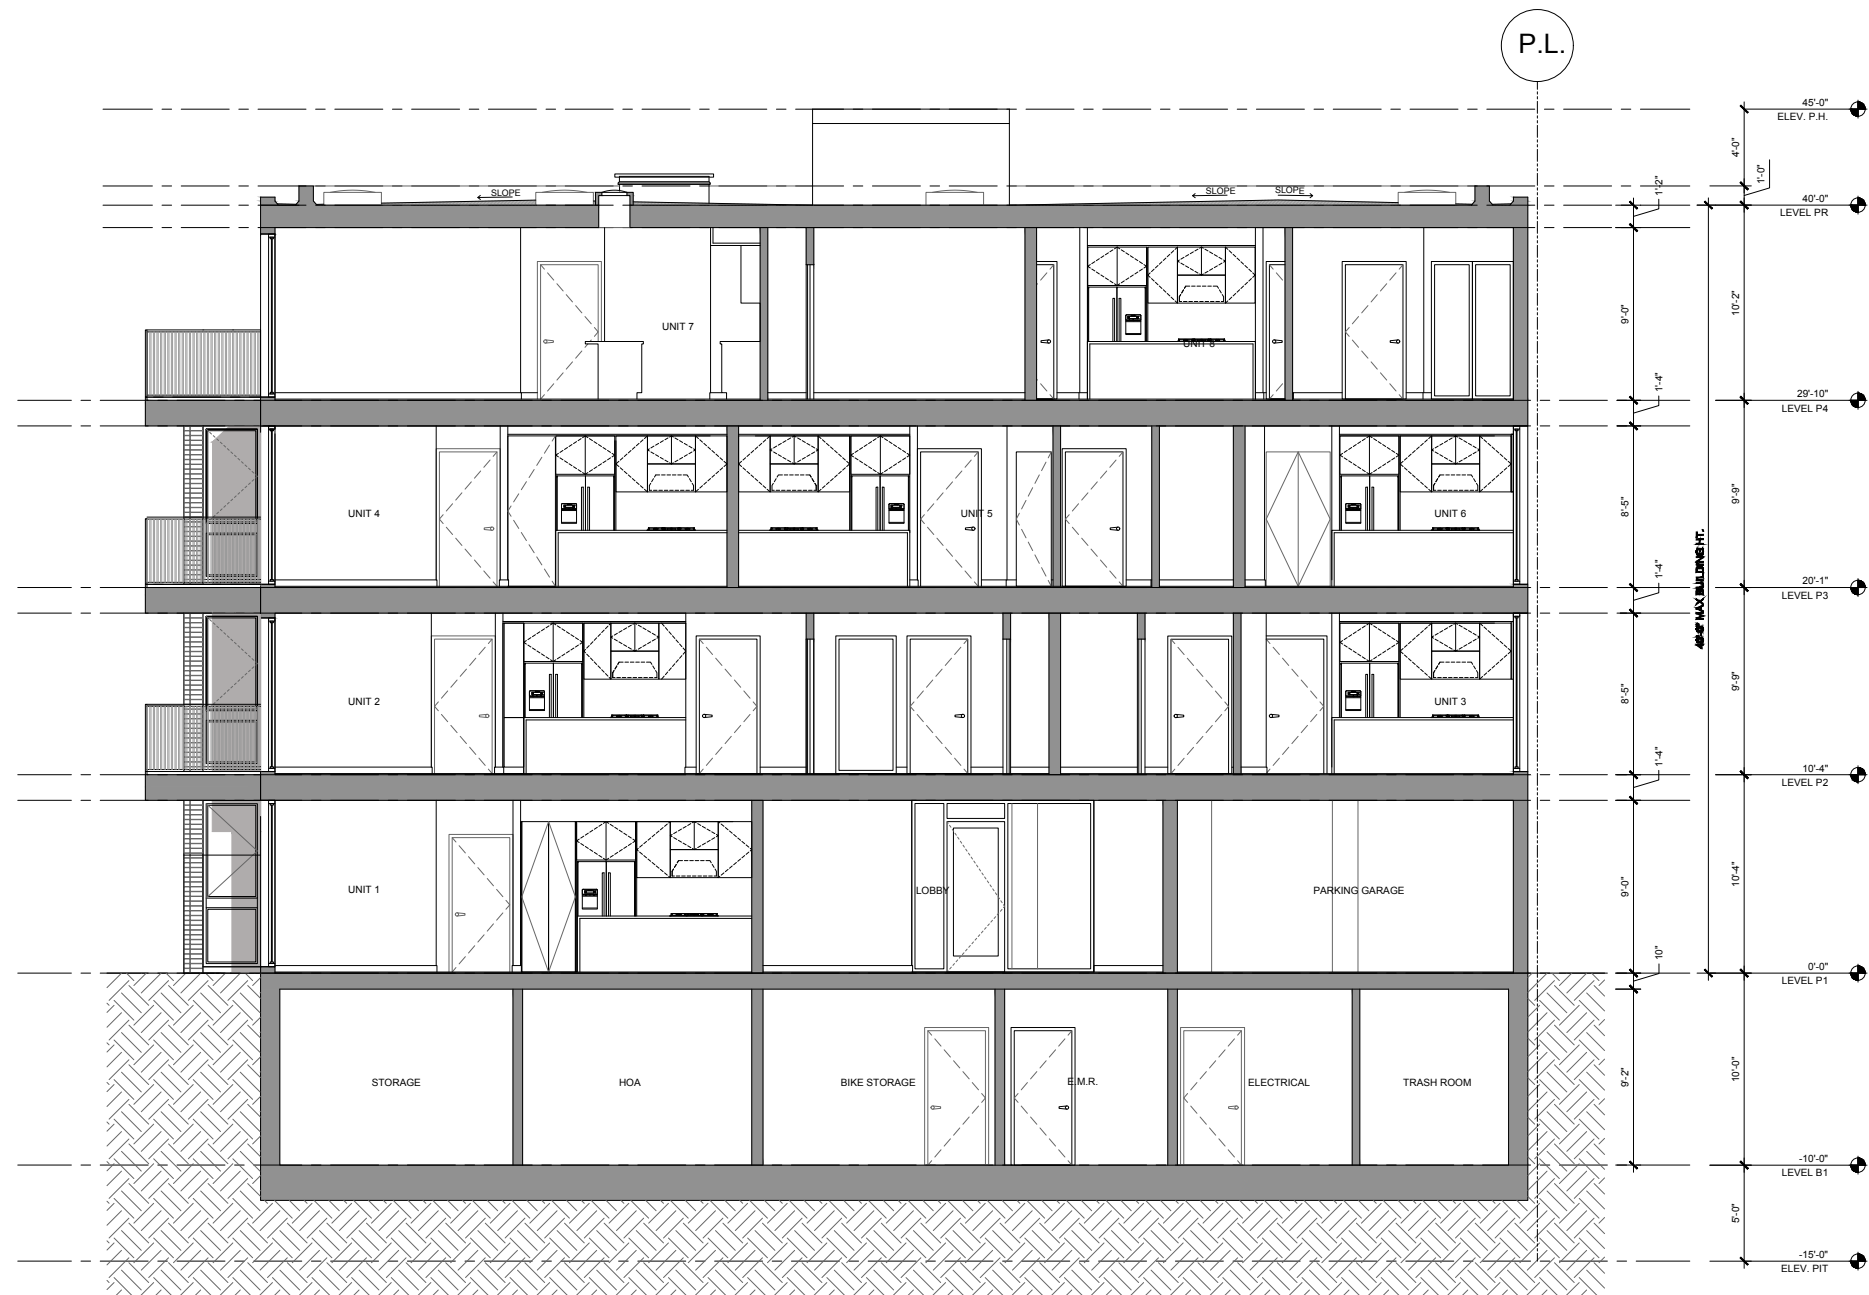 P.L.
45'-0"
ELEV. P.H.
4'-0"
1'-0"
SLOPE
SLOPE
SLOPE
1'-2"
40'-0"
LEVEL PR
UNIT 7
UNIT 8
9'-0"
10'-2"
1'-4"
29'-10"
LEVEL P4
UNIT 4
UNIT 5
UNIT 6
8'-5"
9'-9"
MAX BUILDING HT.
1'-4"
20'-1"
LEVEL P3
UNIT 2
UNIT 3
8'-5"
9'-9"
1'-4"
10'-4"
LEVEL P2
UNIT 1
LOBBY
PARKING GARAGE
9'-0"
10'-4"
10"
0'-0"
LEVEL P1
STORAGE
HOA
BIKE STORAGE
E.M.R.
ELECTRICAL
TRASH ROOM
9'-2"
10'-0"
-10'-0"
LEVEL B1
5'-0"
-15'-0"
ELEV. PIT